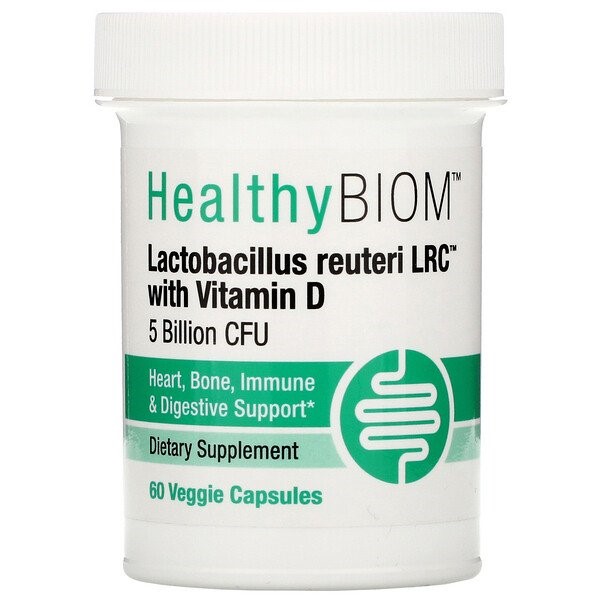 HealthyBIOM™
Lactobacillus reuteri LRC™
with Vitamin D
5 Billion CFU
Heart, Bone, Immune
& Digestive Support*
Dietary Supplement
60 Veggie Capsules